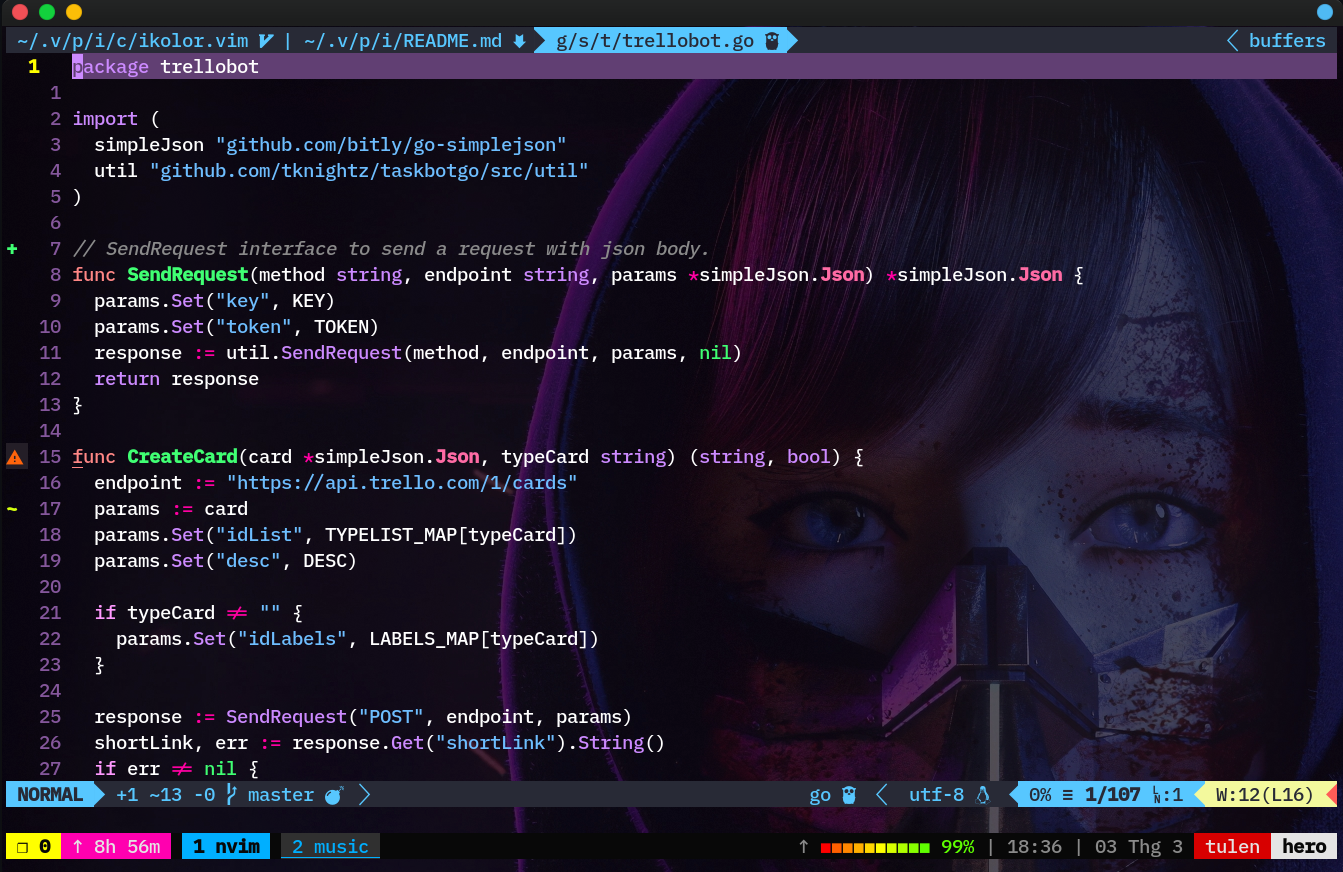 ~/.v/p/i/c/ikolor.vim | ~/.v/p/i/README.md g/s/t/trellobot.go buffers
1 package trellobot
1
2 import (
3 simpleJson "github.com/bitly/go-simplejson"
4 util "github.com/tknightz/taskbotgo/src/util"
5 )
6
+ 7 // SendRequest interface to send a request with json body.
8 func SendRequest(method string, endpoint string, params *simpleJson.Json) *simpleJson.Json {
9 params.Set("key", KEY)
10 params.Set("token", TOKEN)
11 response := util.SendRequest(method, endpoint, params, nil)
12 return response
13 }
14
15 func CreateCard(card *simpleJson.Json, typeCard string) (string, bool) {
16 endpoint := "https://api.trello.com/1/cards"
~ 17 params := card
18 params.Set("idList", TYPELIST_MAP[typeCard])
19 params.Set("desc", DESC)
20
21 if typeCard ≠ "" {
22 params.Set("idLabels", LABELS_MAP[typeCard])
23 }
24
25 response := SendRequest("POST", endpoint, params)
26 shortLink, err := response.Get("shortLink").String()
27 if err ≠ nil {
NORMAL +1 ~13 -0 master go utf-8 0% ≡ 1/107 LN:1 W:12(L16)
❐ 0 ↑ 8h 56m 1 nvim 2 music ↑ 99% | 18:36 | 03 Thg 3 tulen hero